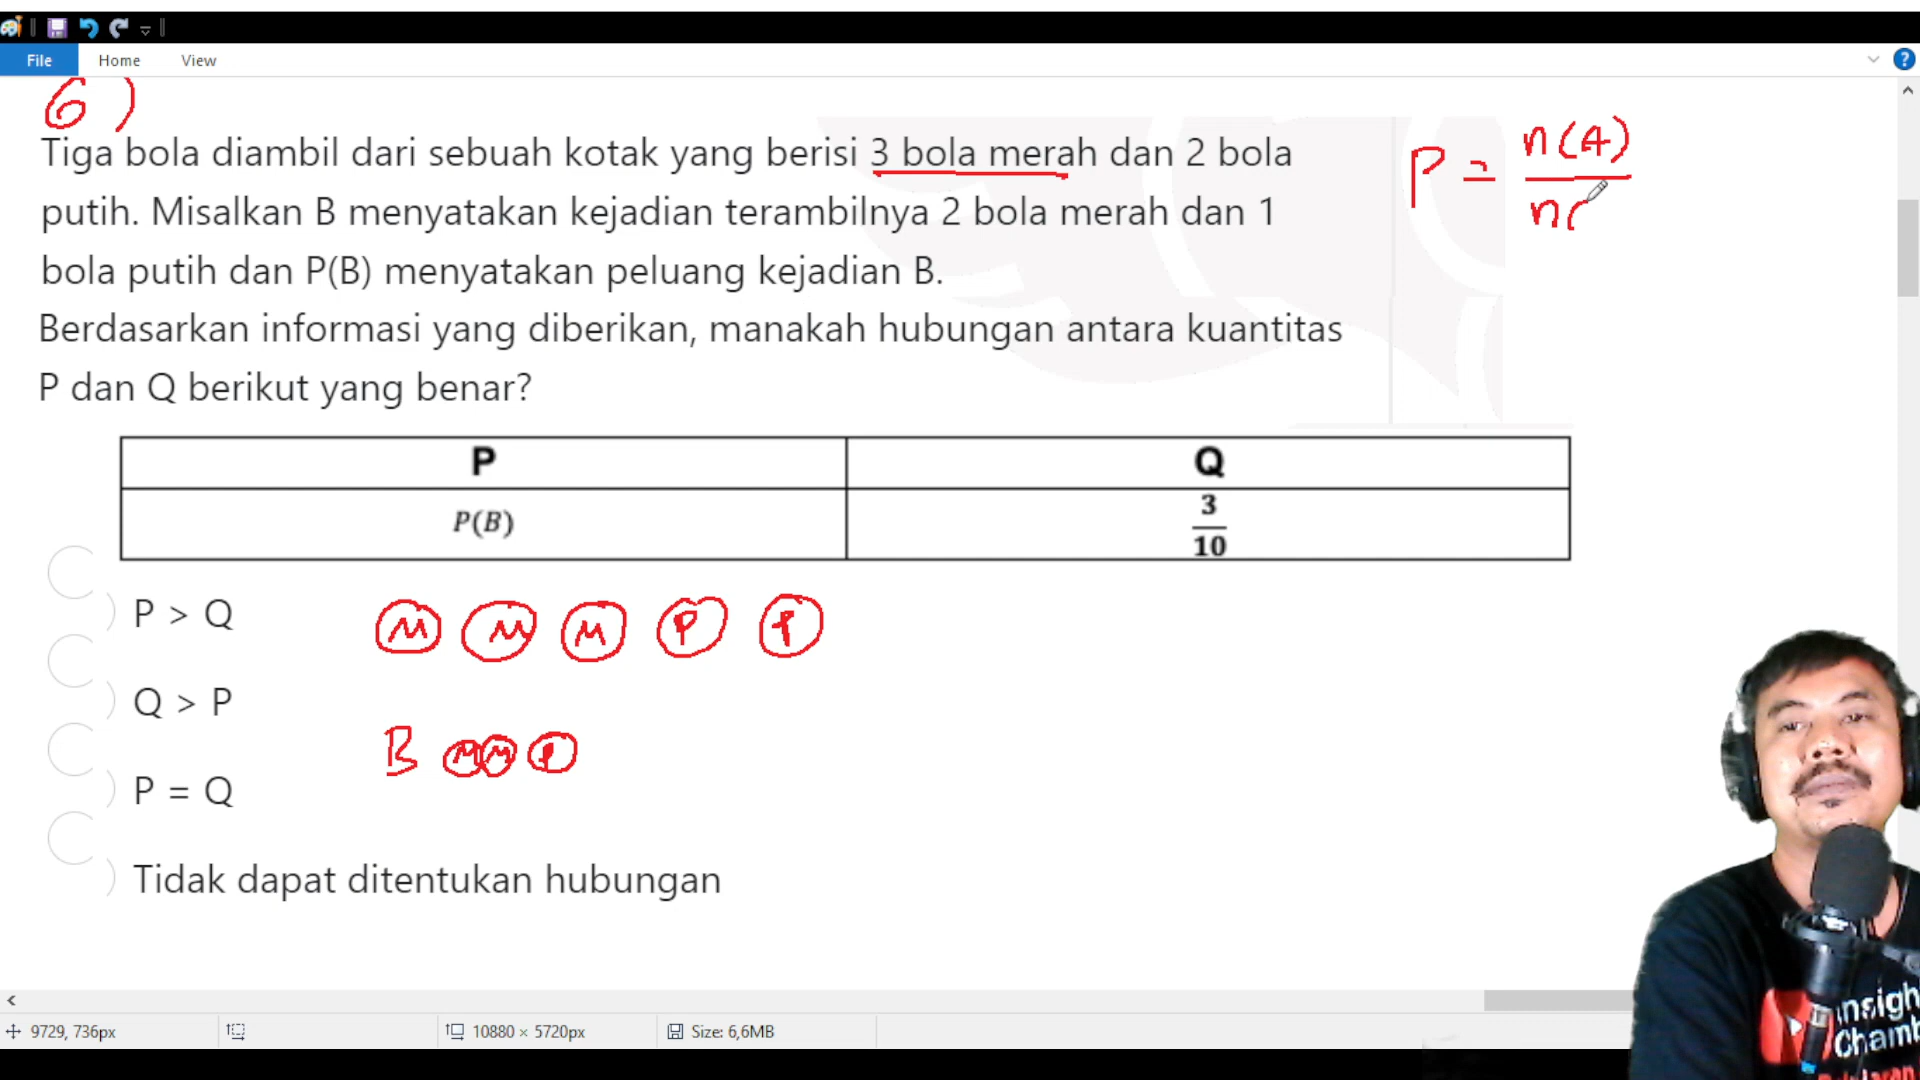 File Home View
6)
Tiga bola diambil dari sebuah kotak yang berisi 3 bola merah dan 2 bola
putih. Misalkan B menyatakan kejadian terambilnya 2 bola merah dan 1
bola putih dan P(B) menyatakan peluang kejadian B.
Berdasarkan informasi yang diberikan, manakah hubungan antara kuantitas
P dan Q berikut yang benar?
P = n(A)
n(
P Q
P(B) 3
10
P > Q
M M M P P
Q > P
B M M P
P = Q
Tidak dapat ditentukan hubungan
9729, 736px 10880 × 5720px Size: 6,6MB